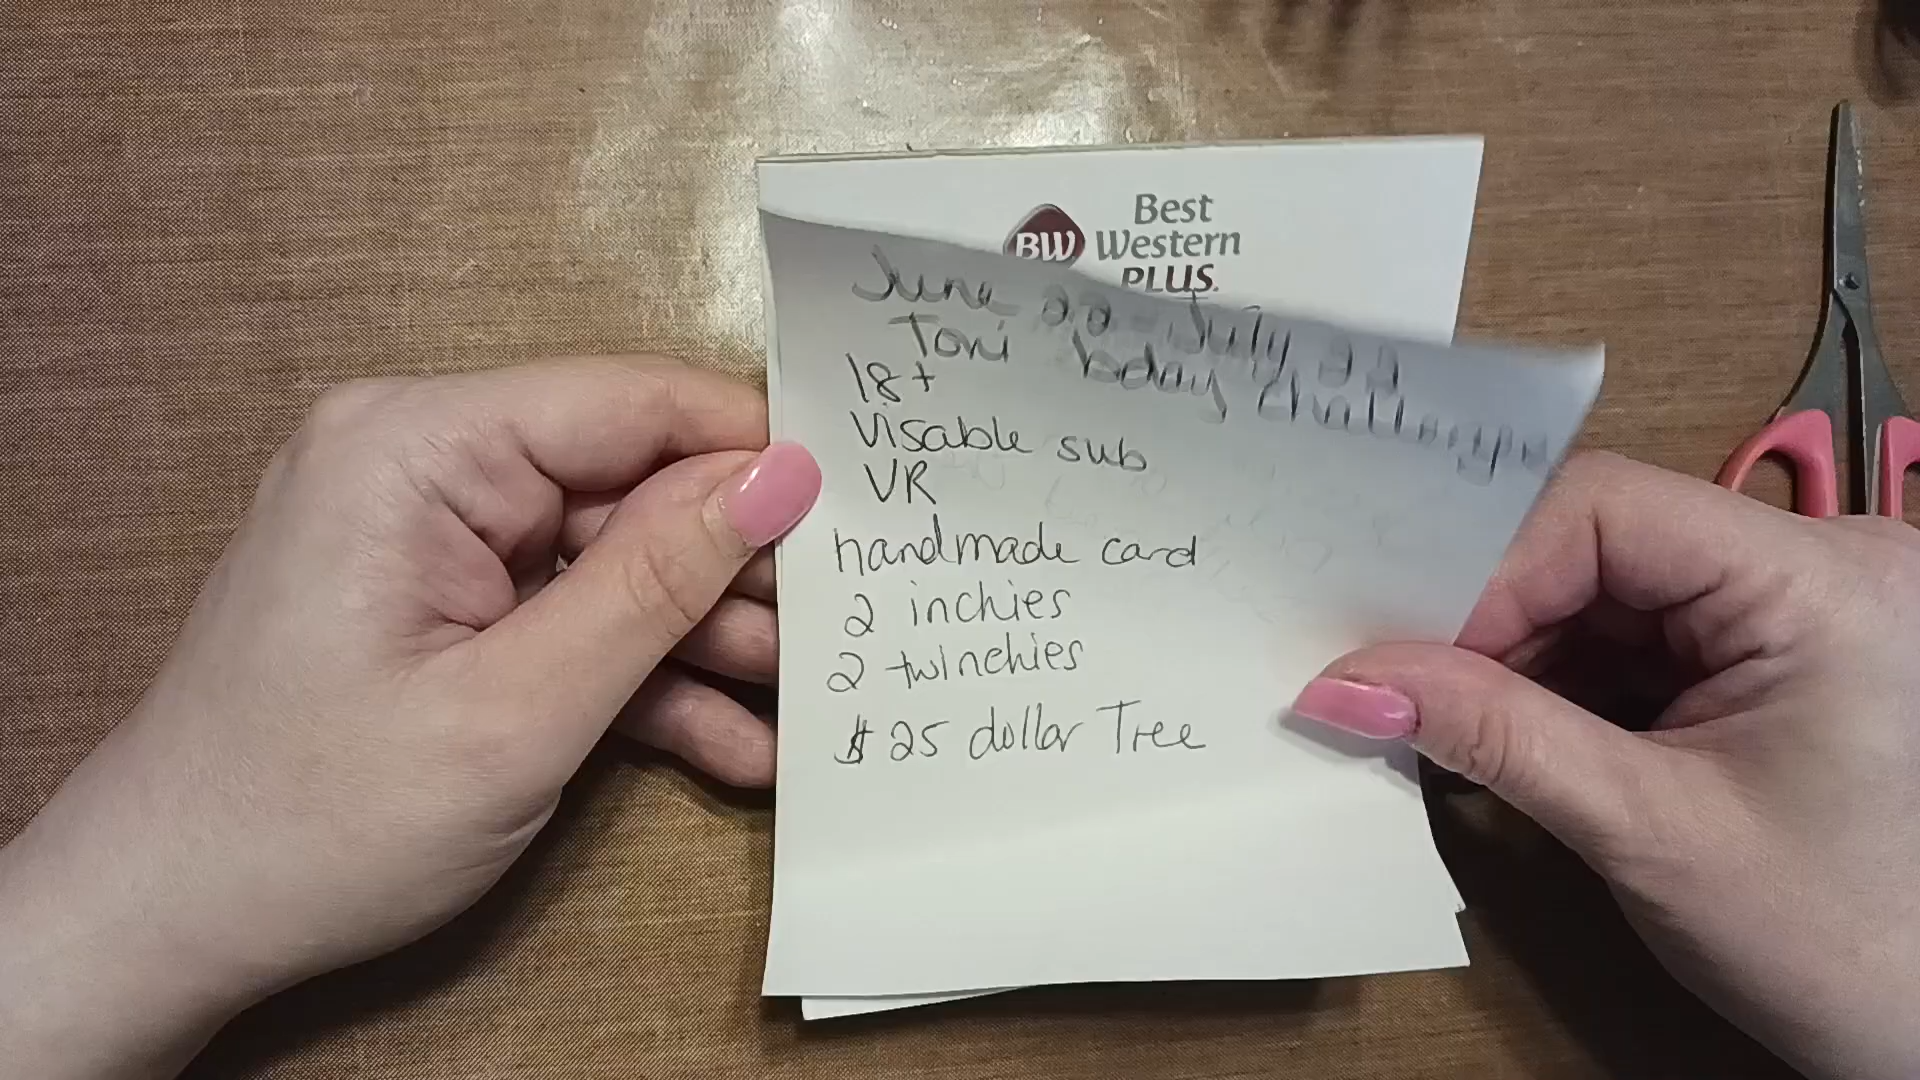 Best
BW Western
PLUS.
June 22 - July 22
Tori bday challenge
18+
Visable sub
VR
handmade card
2 inchies
2 twinchies
$25 dollar Tree